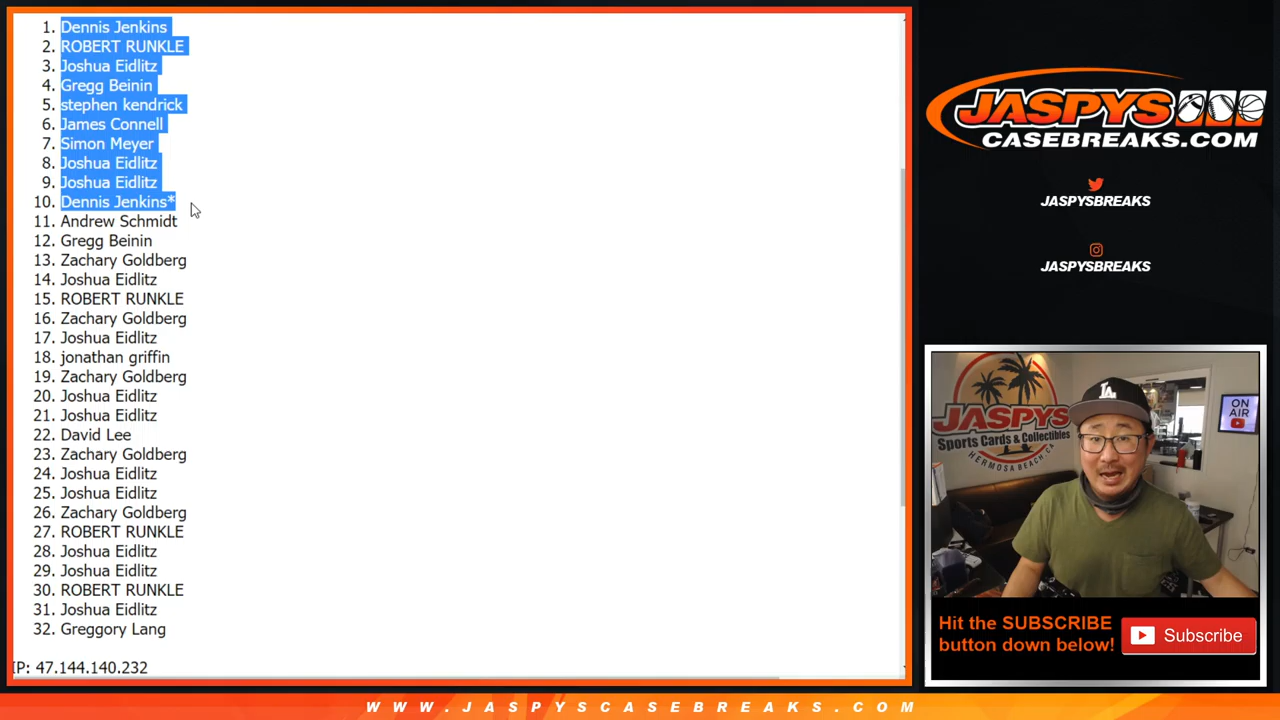 1. Dennis Jenkins
2. ROBERT RUNKLE
3. Joshua Eidlitz
4. Gregg Beinin
5. stephen kendrick
6. James Connell
7. Simon Meyer
8. Joshua Eidlitz
9. Joshua Eidlitz
10. Dennis Jenkins*
11. Andrew Schmidt
12. Gregg Beinin
13. Zachary Goldberg
14. Joshua Eidlitz
15. ROBERT RUNKLE
16. Zachary Goldberg
17. Joshua Eidlitz
18. jonathan griffin
19. Zachary Goldberg
20. Joshua Eidlitz
21. Joshua Eidlitz
22. David Lee
23. Zachary Goldberg
24. Joshua Eidlitz
25. Joshua Eidlitz
26. Zachary Goldberg
27. ROBERT RUNKLE
28. Joshua Eidlitz
29. Joshua Eidlitz
30. ROBERT RUNKLE
31. Joshua Eidlitz
32. Greggory Lang
IP: 47.144.140.232
JASPYS
CASEBREAKS.COM
JASPYSBREAKS
JASPYSBREAKS
JASPYS
Sports Cards & Collectibles
HERMOSA BEACH, CA
LA
ON
AIR
Hit the SUBSCRIBE
button down below!
Subscribe
WWW.JASPYSCASEBREAKS.COM